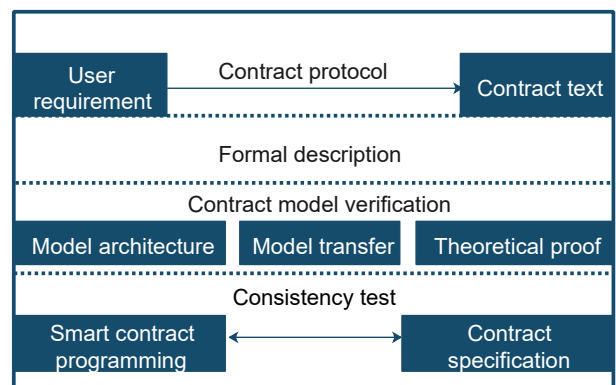 User
requirement
Contract protocol
Contract text
Formal description
Contract model verification
Model architecture
Model transfer
Theoretical proof
Consistency test
Smart contract
programming
Contract
specification